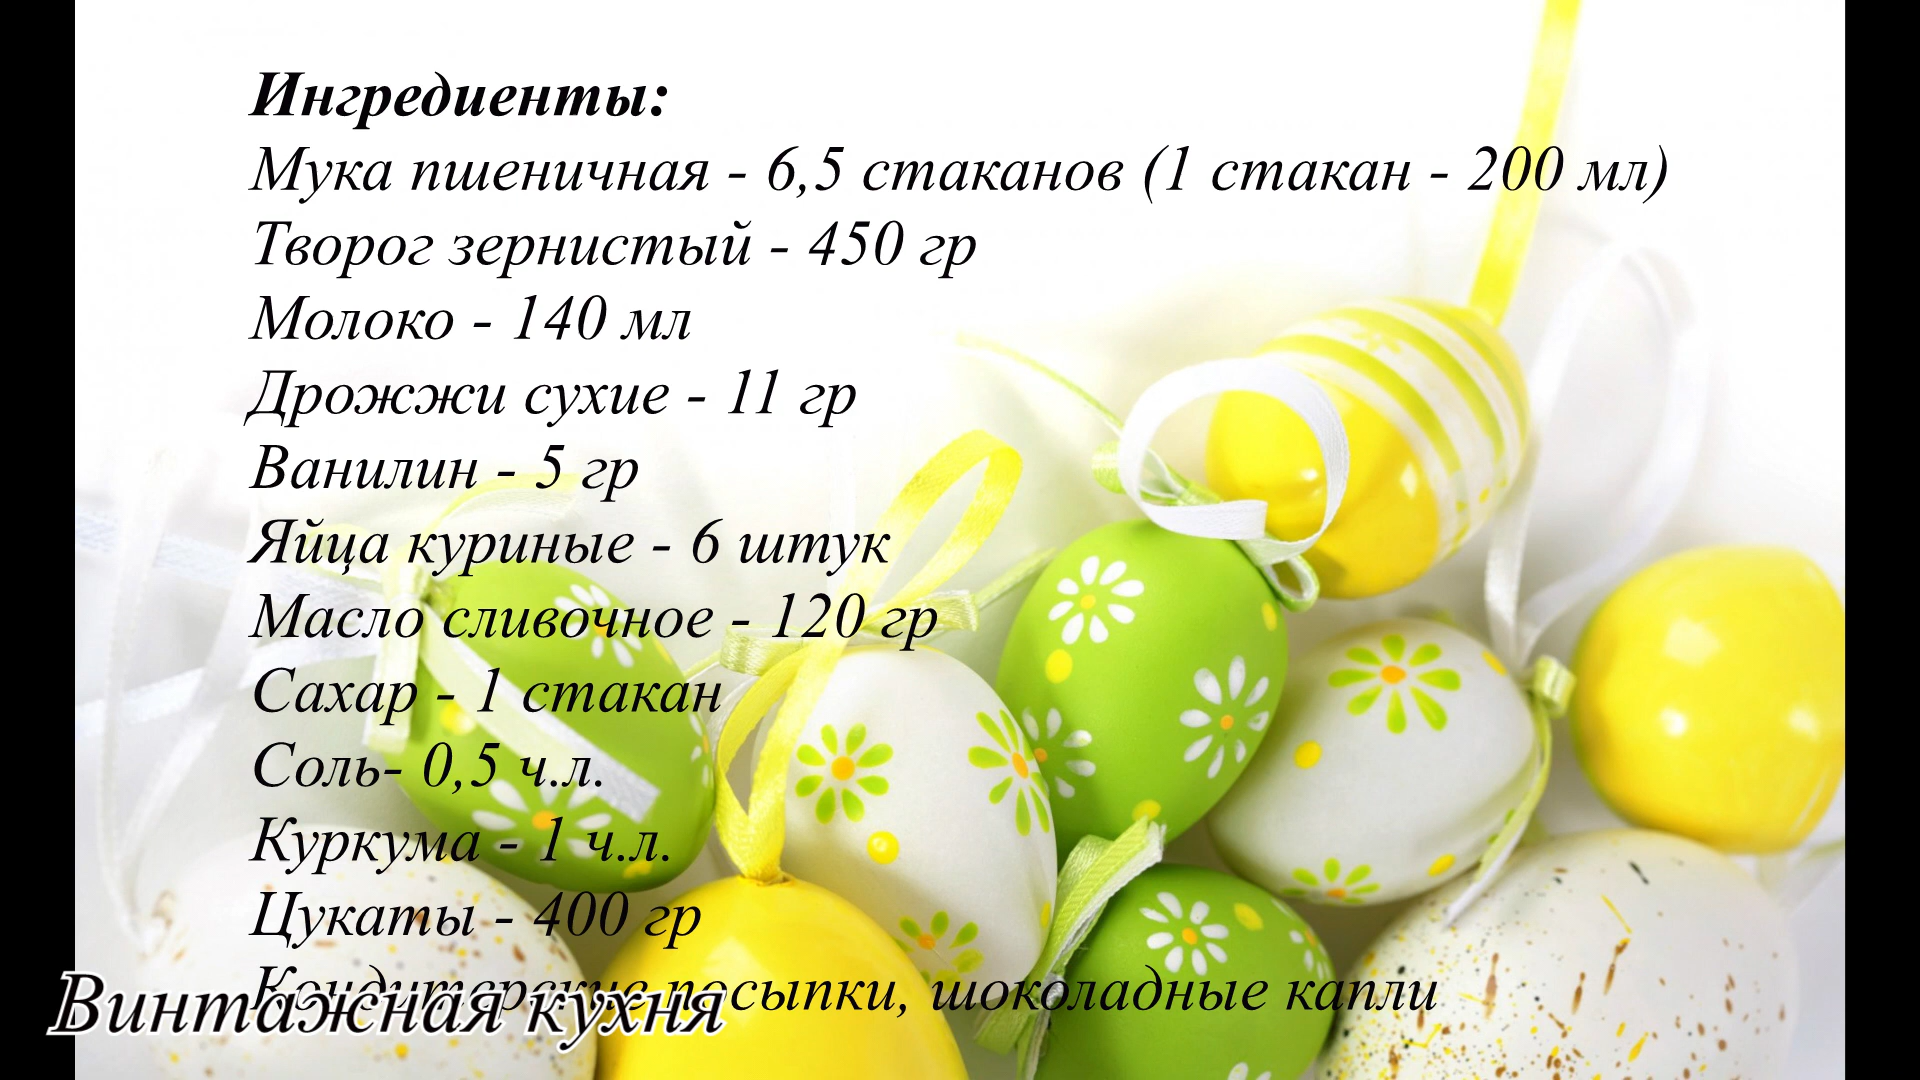 Ингредиенты:
Мука пшеничная - 6,5 стаканов (1 стакан - 200 мл)
Творог зернистый - 450 гр
Молоко - 140 мл
Дрожжи сухие - 11 гр
Ванилин - 5 гр
Яйца куриные - 6 штук
Масло сливочное - 120 гр
Сахар - 1 стакан
Соль- 0,5 ч.л.
Куркума - 1 ч.л.
Цукаты - 400 гр
Кондитерские посыпки, шоколадные капли
Винтажная кухня